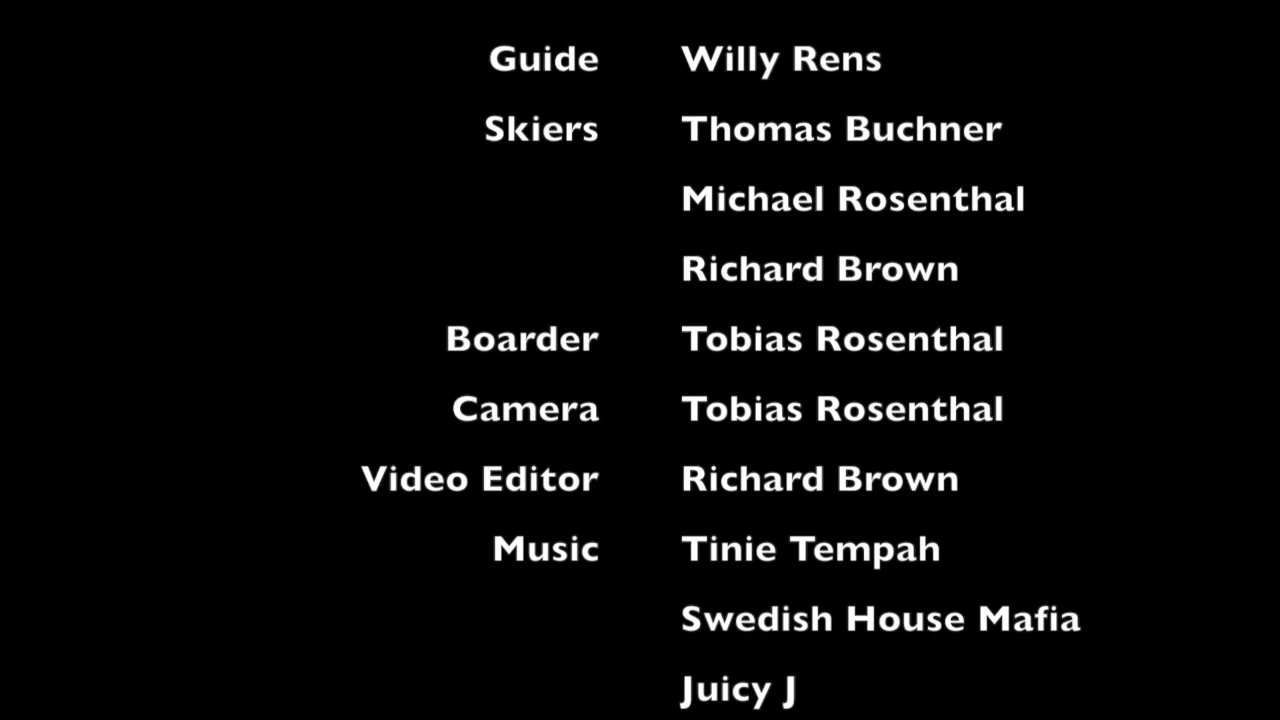 Guide Willy Rens
Skiers Thomas Buchner
Michael Rosenthal
Richard Brown
Boarder Tobias Rosenthal
Camera Tobias Rosenthal
Video Editor Richard Brown
Music Tinie Tempah
Swedish House Mafia
Juicy J